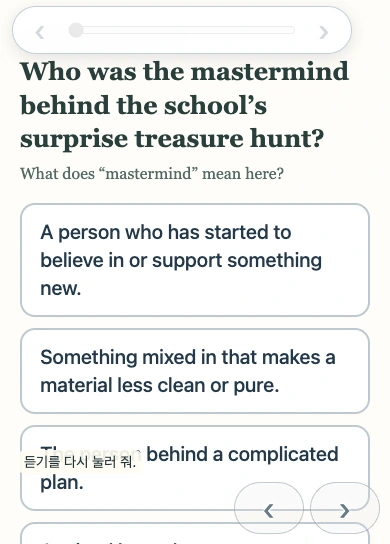 Who was the mastermind
behind the school’s
surprise treasure hunt?
What does “mastermind” mean here?
A person who has started to
believe in or support something
new.
Something mixed in that makes a
material less clean or pure.
The person behind a complicated
듣기를 다시 눌러 줘.
plan.